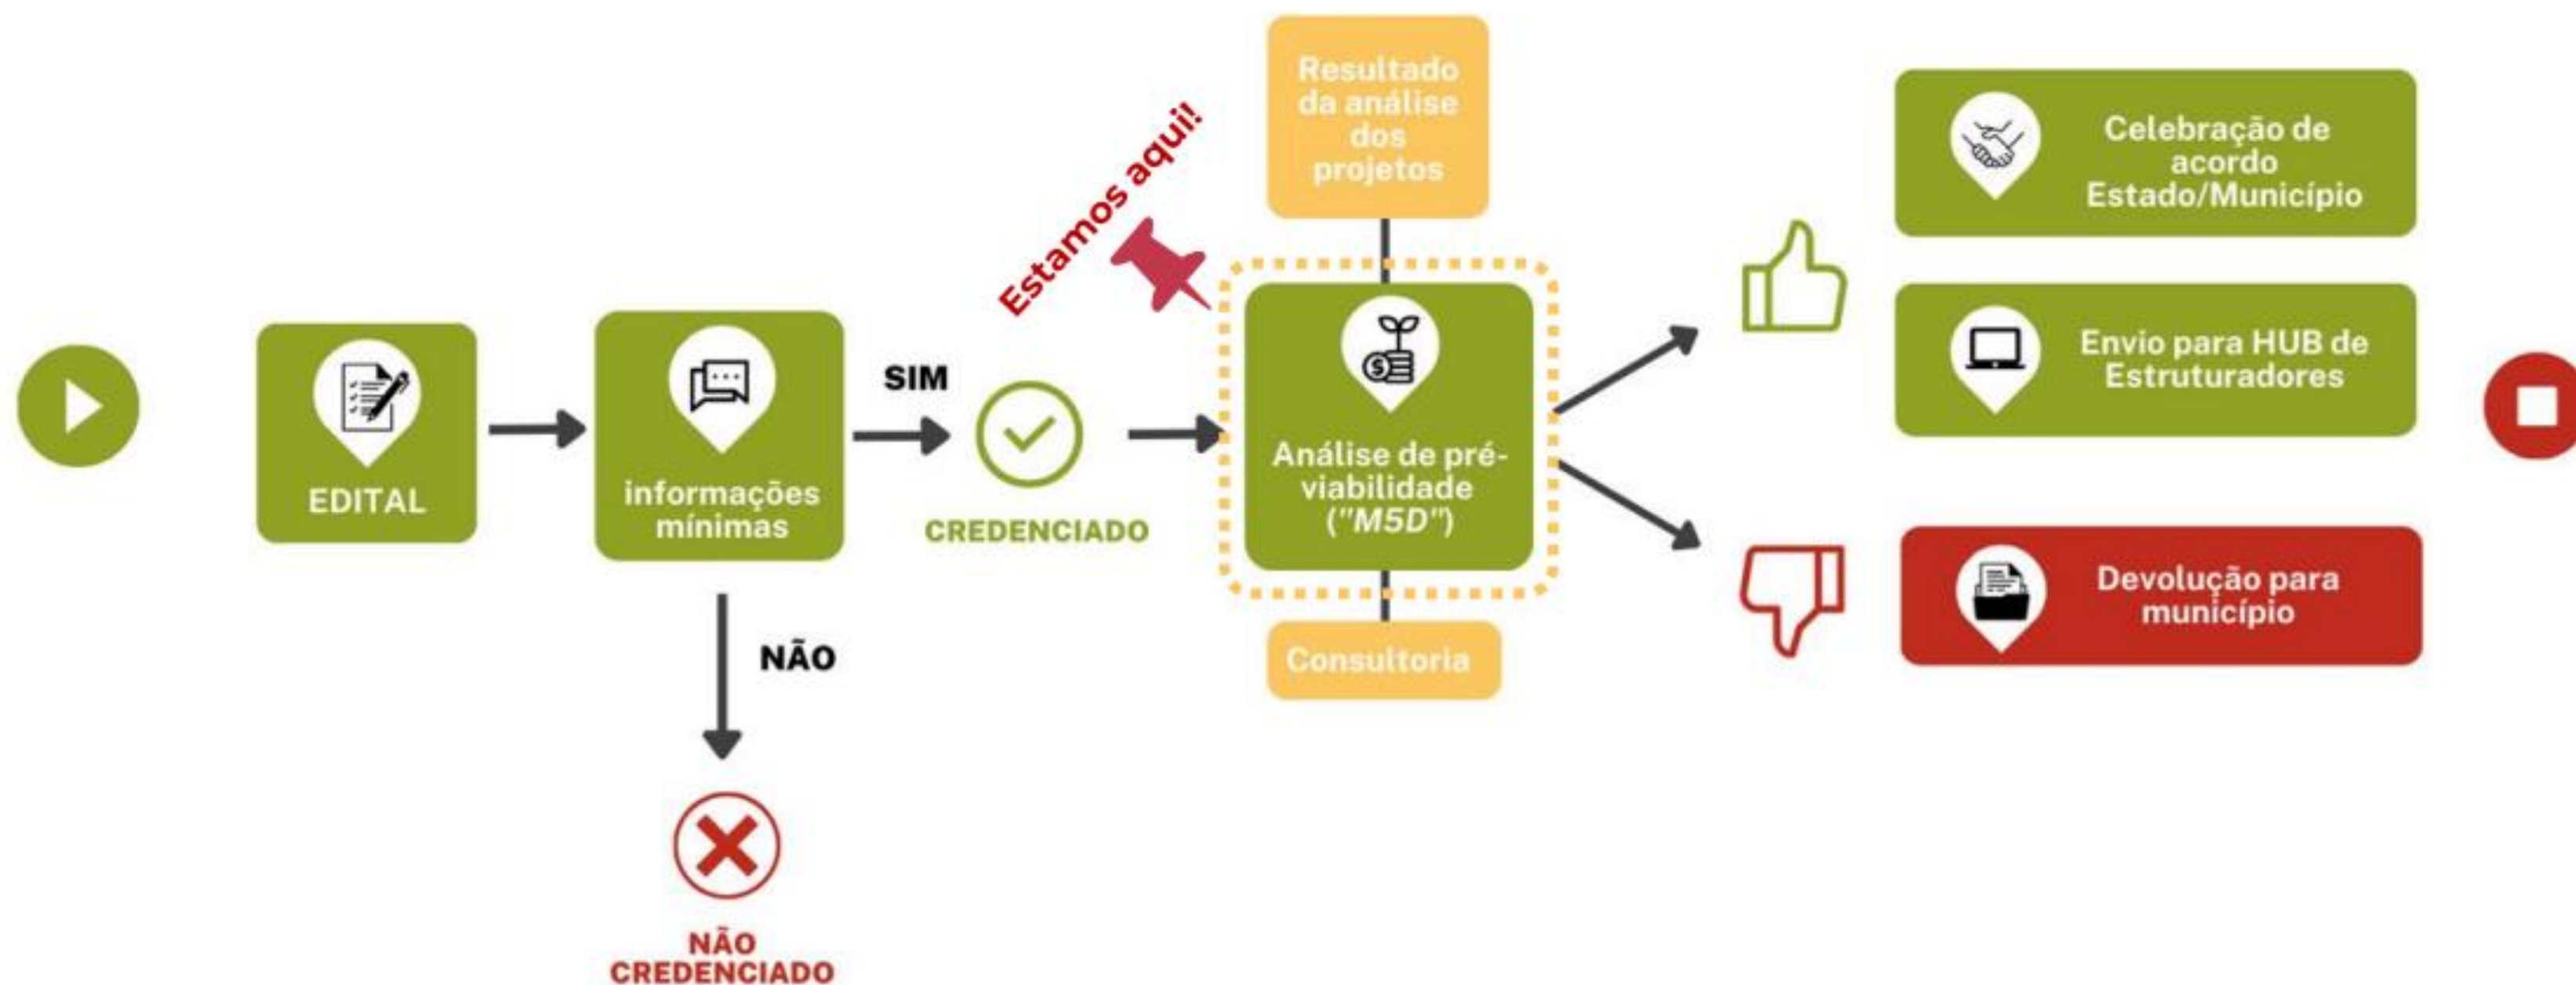 EDITAL
informações
mínimas
SIM
CREDENCIADO
NÃO
NÃO
CREDENCIADO
Estamos aqui!
Resultado
da análise
dos
projetos
Análise de pré-
viabilidade
("M5D")
Consultoria
Celebração de
acordo
Estado/Município
Envio para HUB de
Estruturadores
Devolução para
município